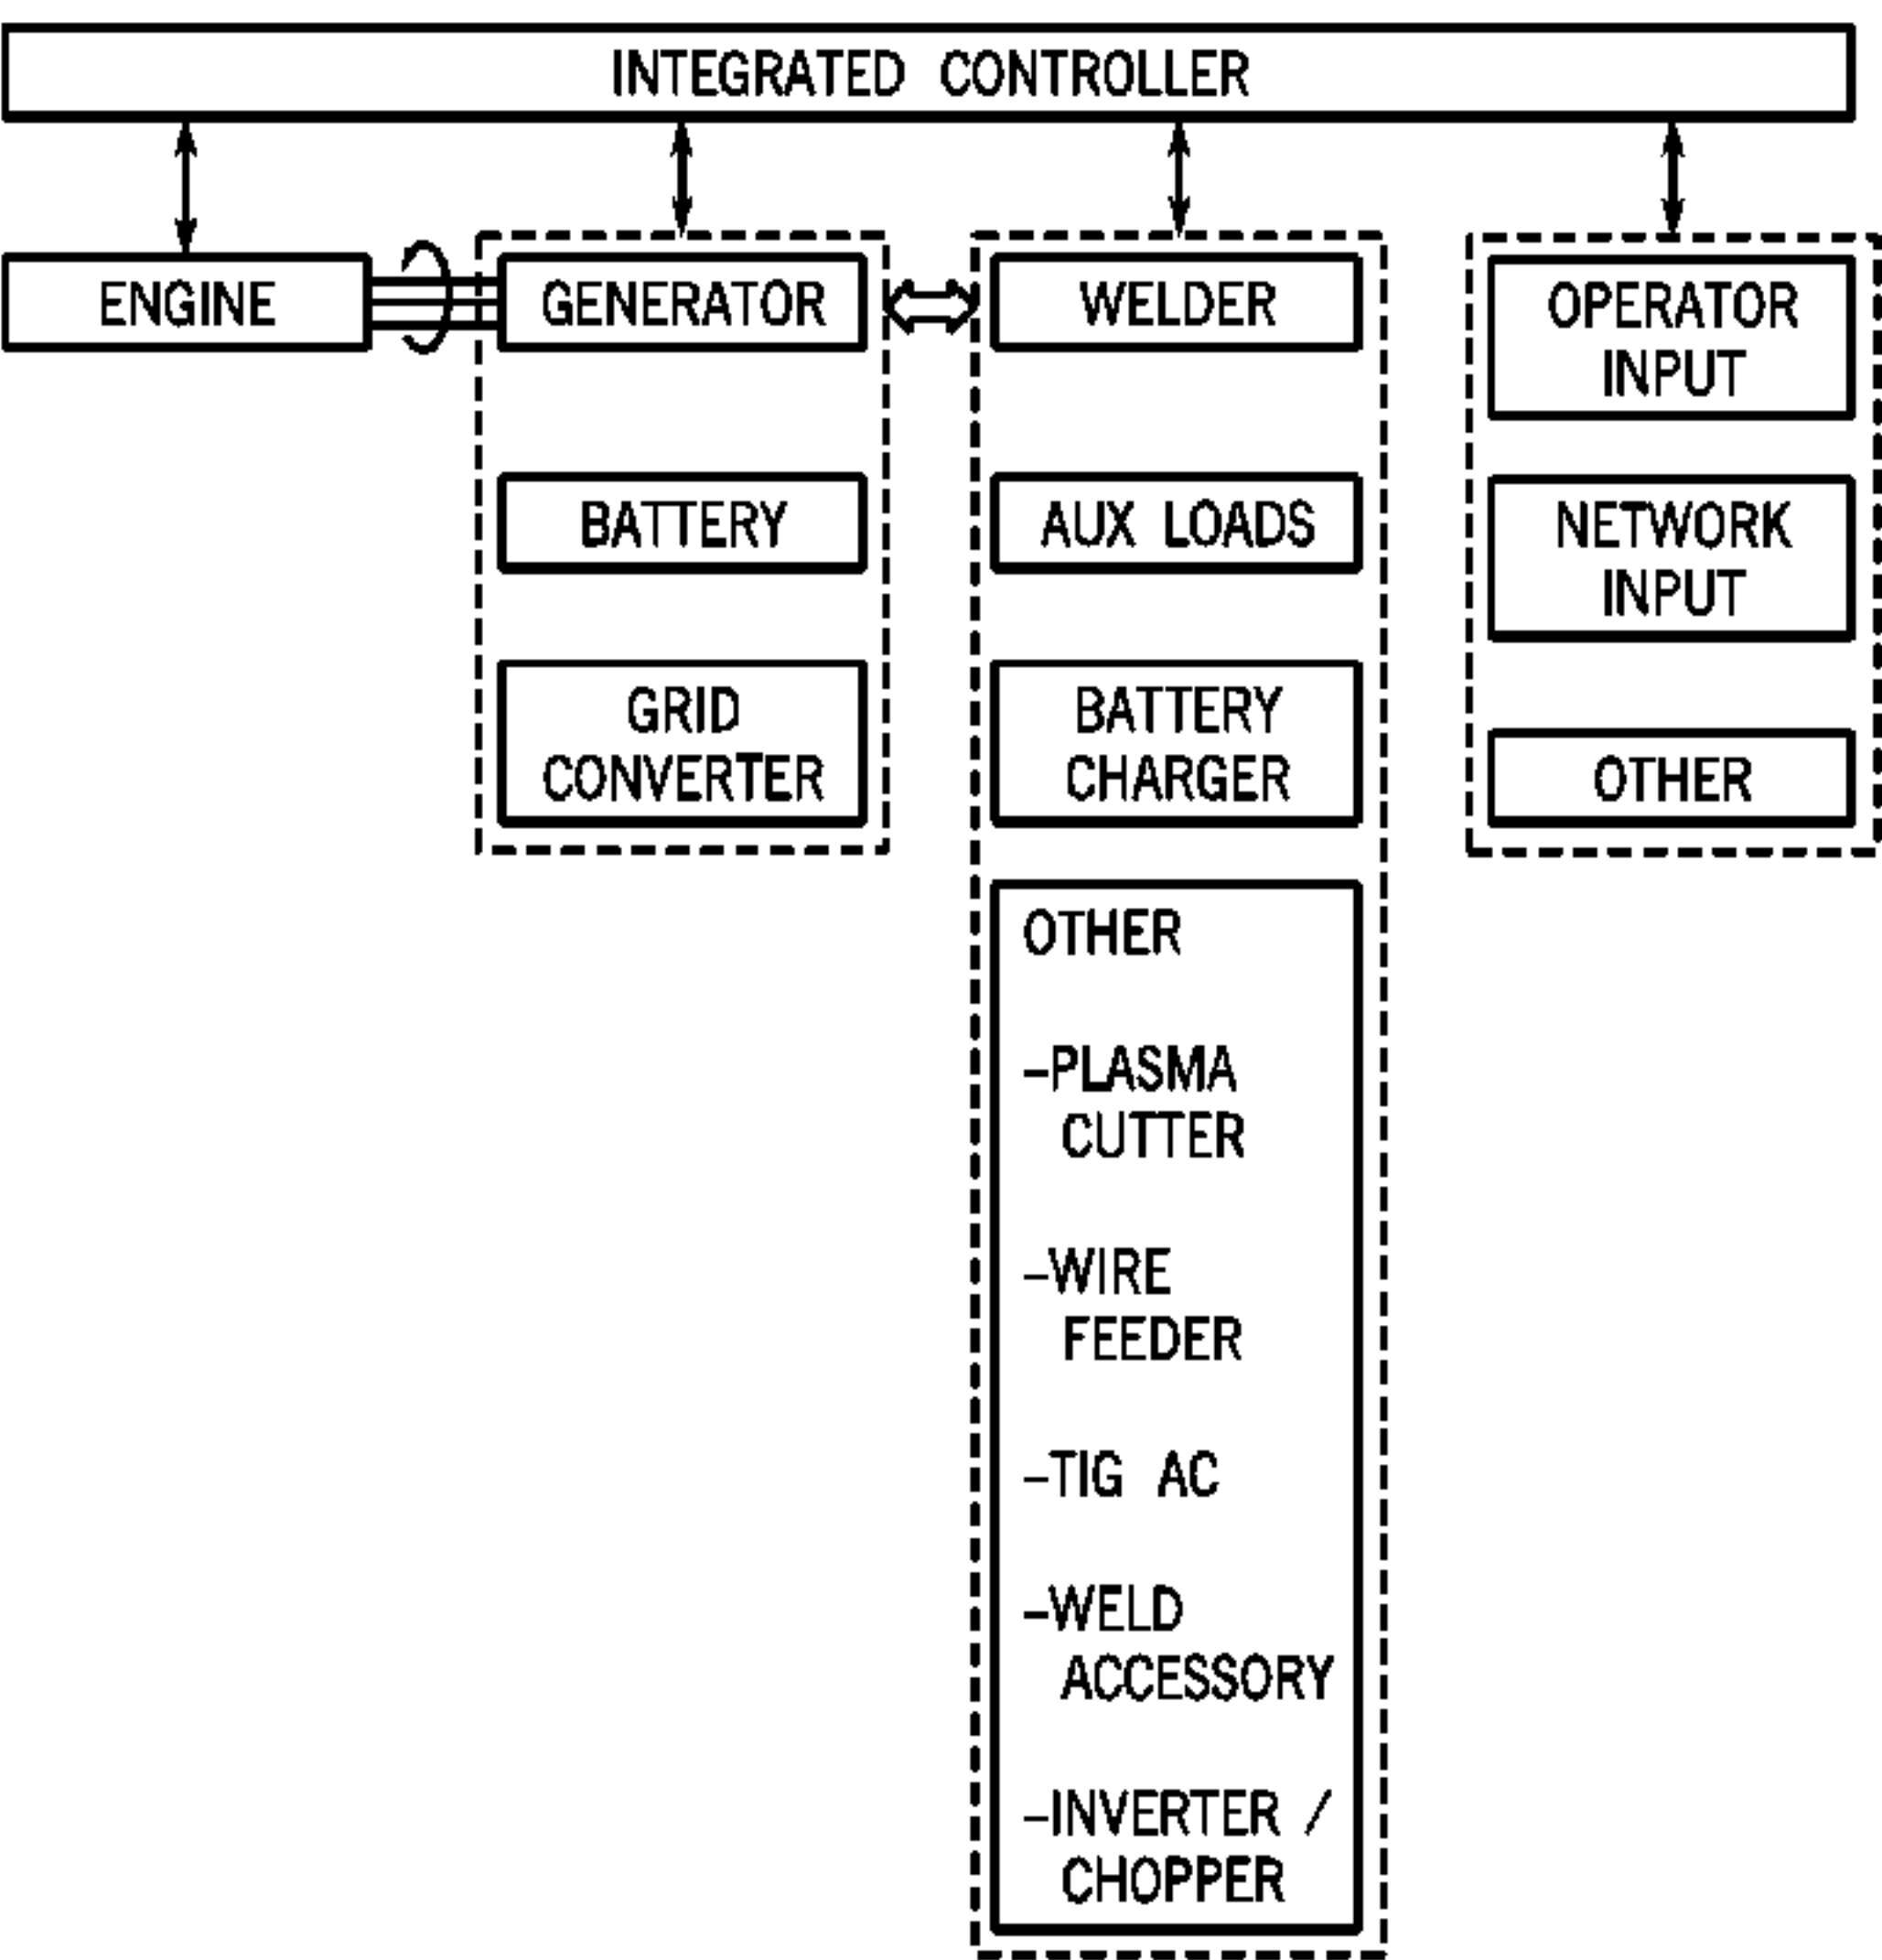 INTEGRATED CONTROLLER
ENGINE
GENERATOR
BATTERY
GRID
CONVERTER
WELDER
AUX LOADS
BATTERY
CHARGER
OTHER
-PLASMA
CUTTER
-WIRE
FEEDER
-TIG AC
-WELD
ACCESSORY
-INVERTER /
CHOPPER
OPERATOR
INPUT
NETWORK
INPUT
OTHER